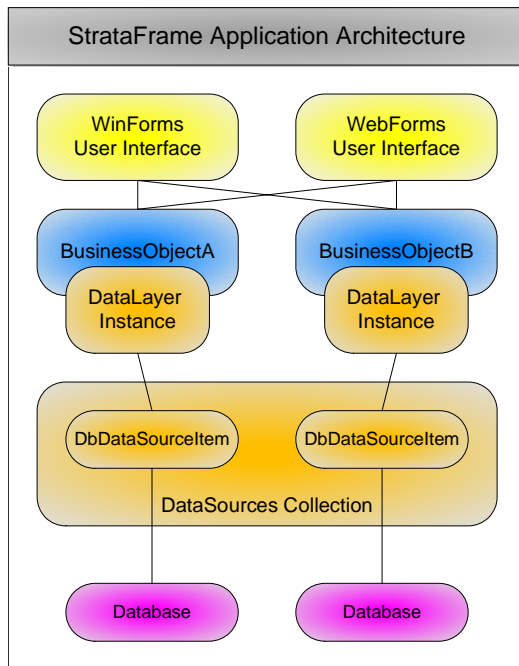 StrataFrame Application Architecture
WinForms
User Interface
WebForms
User Interface
BusinessObjectA
BusinessObjectB
DataLayer
Instance
DataLayer
Instance
DbDataSourceItem
DbDataSourceItem
DataSources Collection
Database
Database